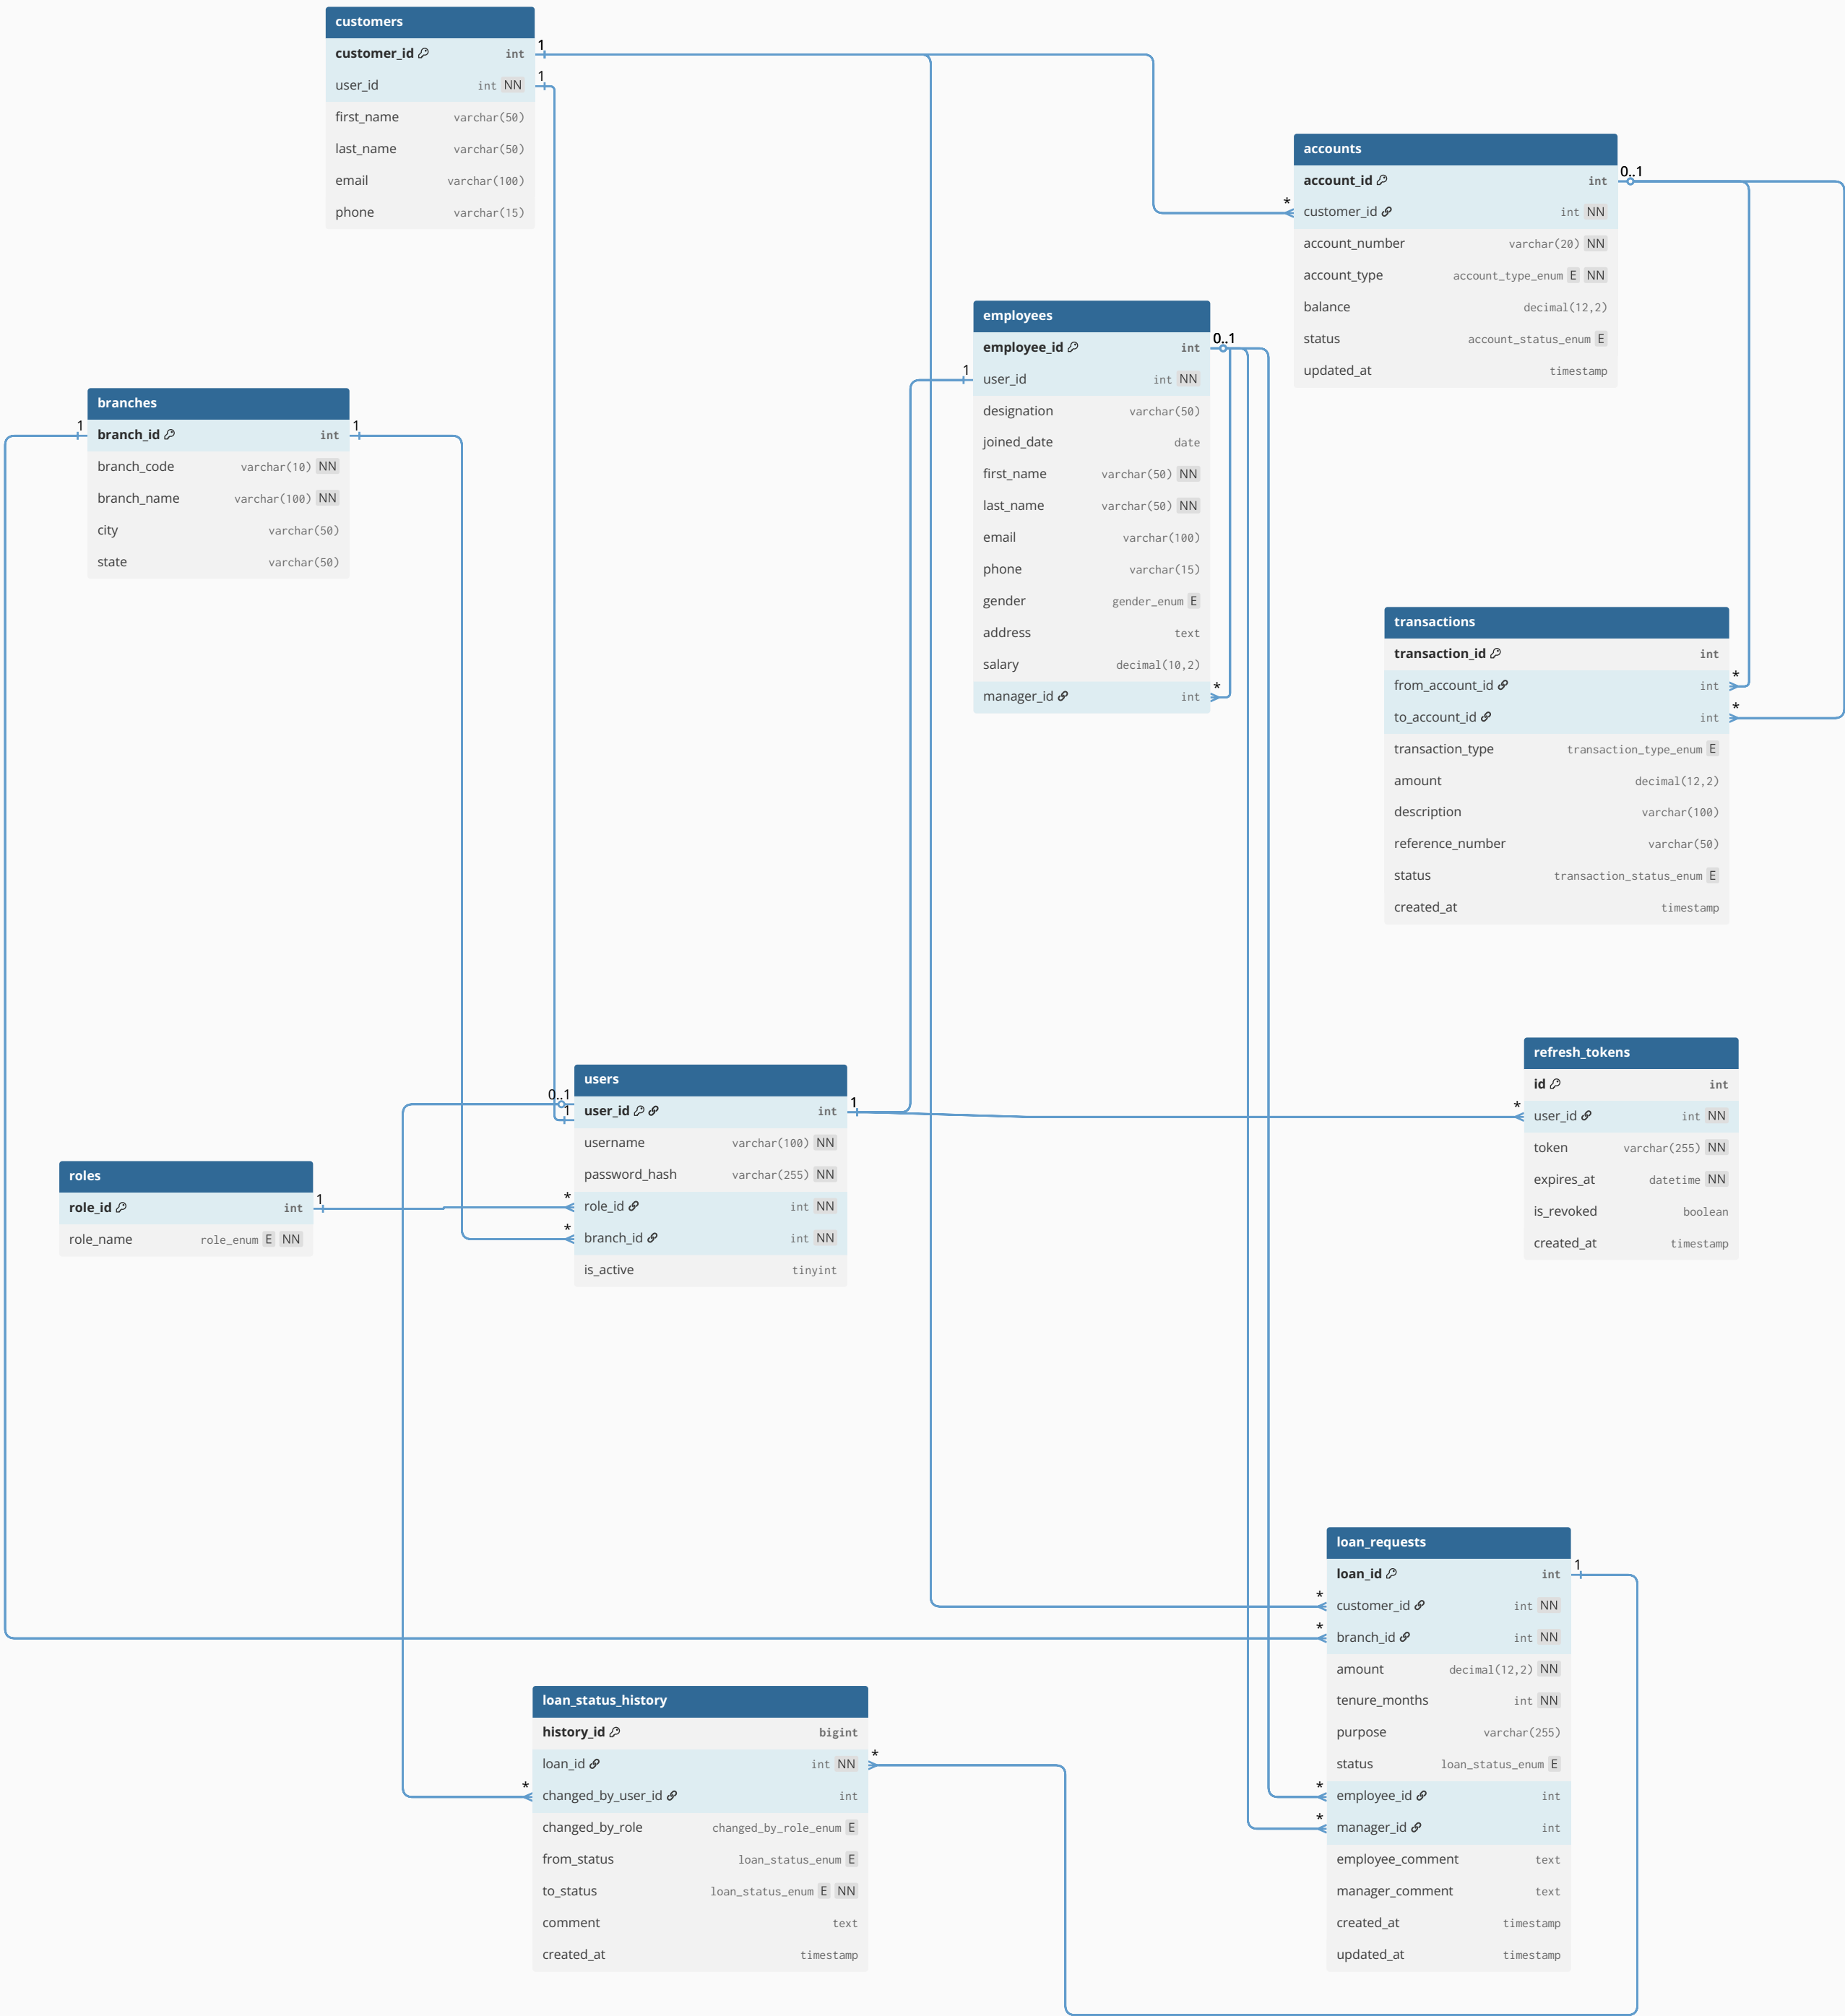 customers
customer_id int
user_id int NN
first_name varchar(50)
last_name varchar(50)
email varchar(100)
phone varchar(15)
1
1
accounts
account_id int
customer_id int NN
account_number varchar(20) NN
account_type account_type_enum E NN
balance decimal(12,2)
status account_status_enum E
updated_at timestamp
0..1
*
employees
employee_id int
user_id int NN
designation varchar(50)
joined_date date
first_name varchar(50) NN
last_name varchar(50) NN
email varchar(100)
phone varchar(15)
gender gender_enum E
address text
salary decimal(10,2)
manager_id int
0..1
1
*
branches
branch_id int
branch_code varchar(10) NN
branch_name varchar(100) NN
city varchar(50)
state varchar(50)
1
1
transactions
transaction_id int
from_account_id int
to_account_id int
transaction_type transaction_type_enum E
amount decimal(12,2)
description varchar(100)
reference_number varchar(50)
status transaction_status_enum E
created_at timestamp
*
*
users
user_id int
username varchar(100) NN
password_hash varchar(255) NN
role_id int NN
branch_id int NN
is_active tinyint
0..1
1
1
*
*
refresh_tokens
id int
user_id int NN
token varchar(255) NN
expires_at datetime NN
is_revoked boolean
created_at timestamp
*
roles
role_id int
role_name role_enum E NN
1
loan_requests
loan_id int
customer_id int NN
branch_id int NN
amount decimal(12,2) NN
tenure_months int NN
purpose varchar(255)
status loan_status_enum E
employee_id int
manager_id int
employee_comment text
manager_comment text
created_at timestamp
updated_at timestamp
1
*
*
*
*
loan_status_history
history_id bigint
loan_id int NN
changed_by_user_id int
changed_by_role changed_by_role_enum E
from_status loan_status_enum E
to_status loan_status_enum E NN
comment text
created_at timestamp
*
*